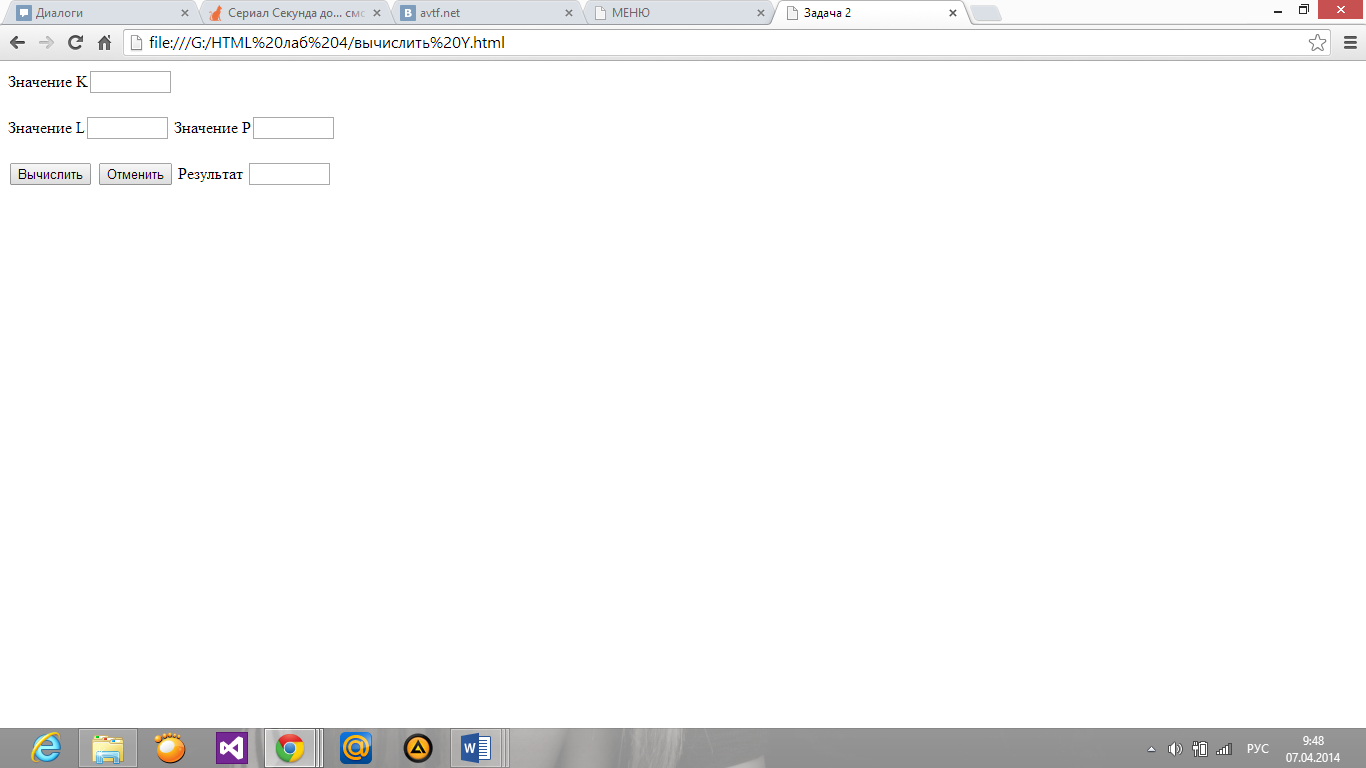 Диалоги
Сериал Секунда до... смо
avtf.net
МЕНЮ
Задача 2
file:///G:/HTML%20лаб%204/вычислить%20Y.html
Значение K
Значение L Значение P
Вычислить Отменить Результат
РУС
9:48
07.04.2014